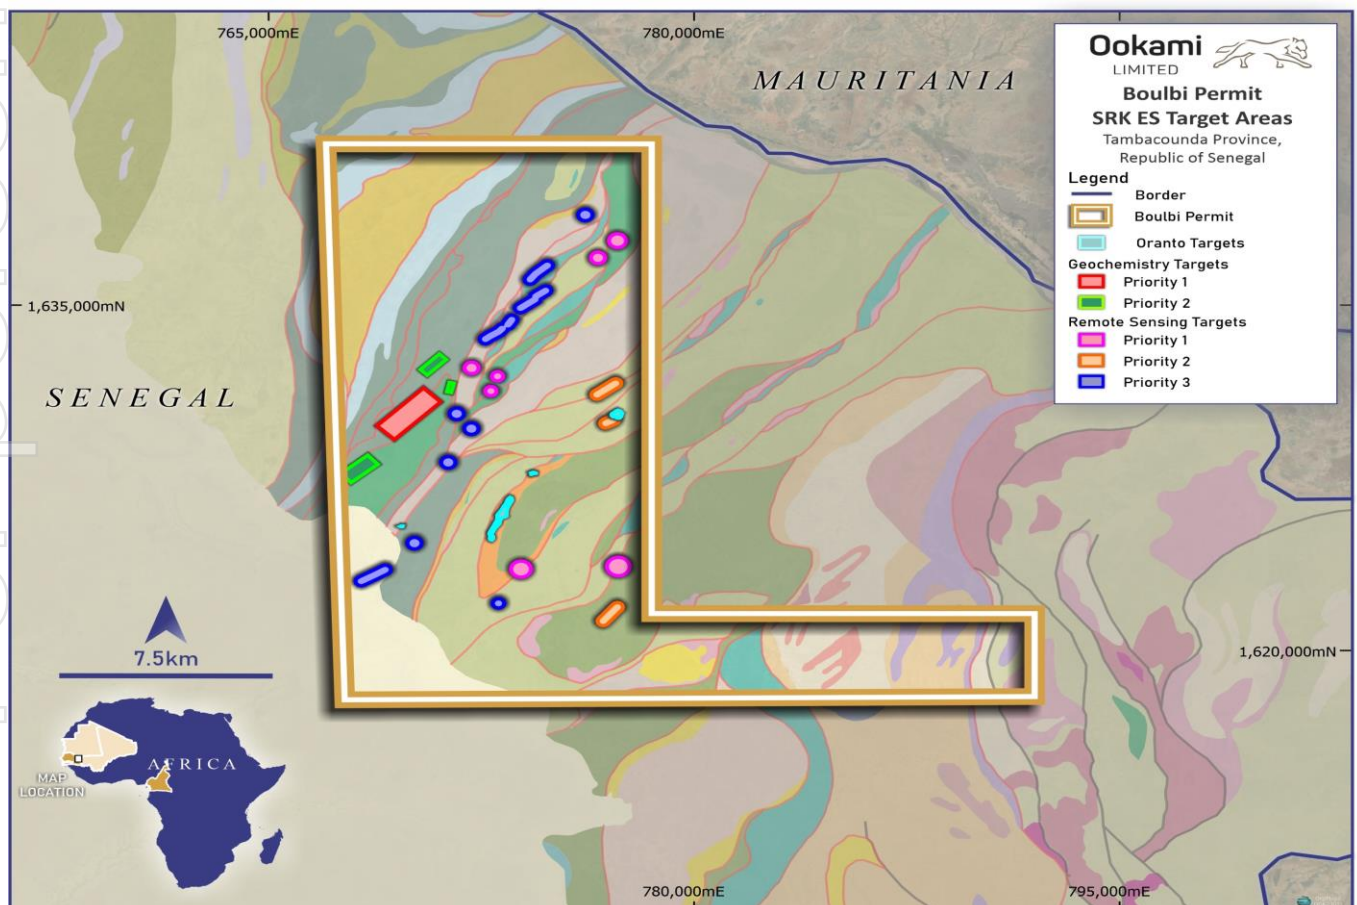 765,000mE
780,000mE
MAURITANIA
Ookami
LIMITED
Boulbi Permit
SRK ES Target Areas
Tambacounda Province,
Republic of Senegal
Legend
Border
Boulbi Permit
Oranto Targets
Geochemistry Targets
Priority 1
Priority 2
Remote Sensing Targets
Priority 1
Priority 2
Priority 3
1,635,000mN
SENEGAL
7.5km
1,620,000mN
AFRICA
MAP
LOCATION
780,000mE
795,000mE